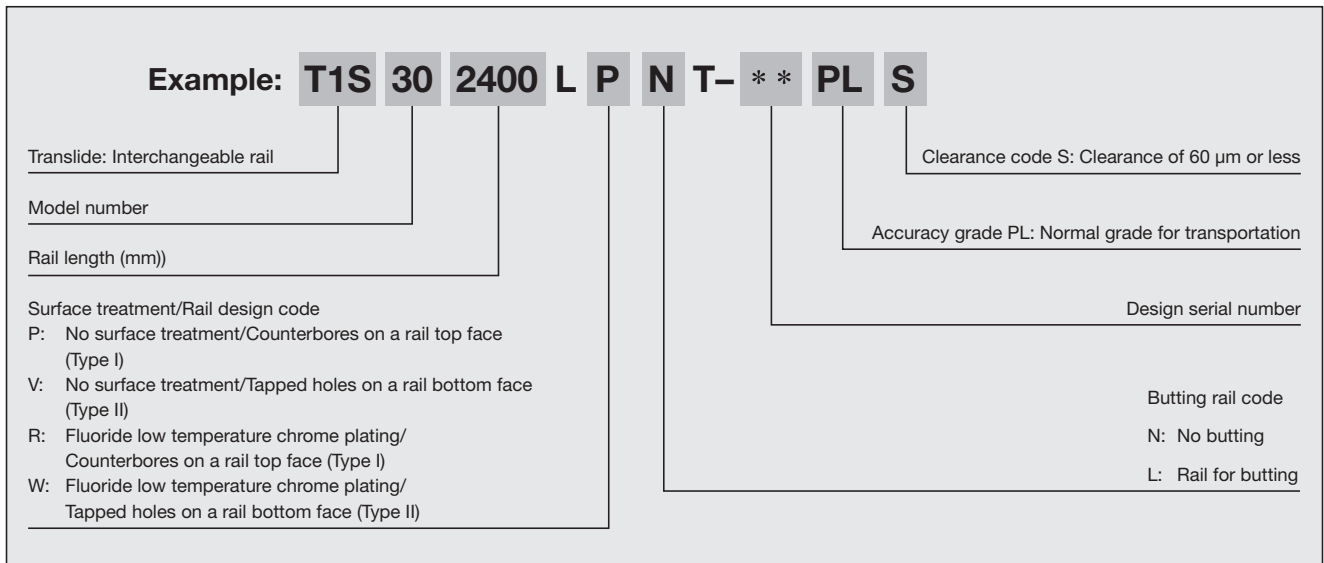 Example: T1S 30 2400 L P N T– ** PL S
Translide: Interchangeable rail
Clearance code S: Clearance of 60 µm or less
Model number
Accuracy grade PL: Normal grade for transportation
Rail length (mm))
Surface treatment/Rail design code
P: No surface treatment/Counterbores on a rail top face
(Type I)
V: No surface treatment/Tapped holes on a rail bottom face
(Type II)
R: Fluoride low temperature chrome plating/
Counterbores on a rail top face (Type I)
W: Fluoride low temperature chrome plating/
Tapped holes on a rail bottom face (Type II)
Design serial number
Butting rail code
N: No butting
L: Rail for butting